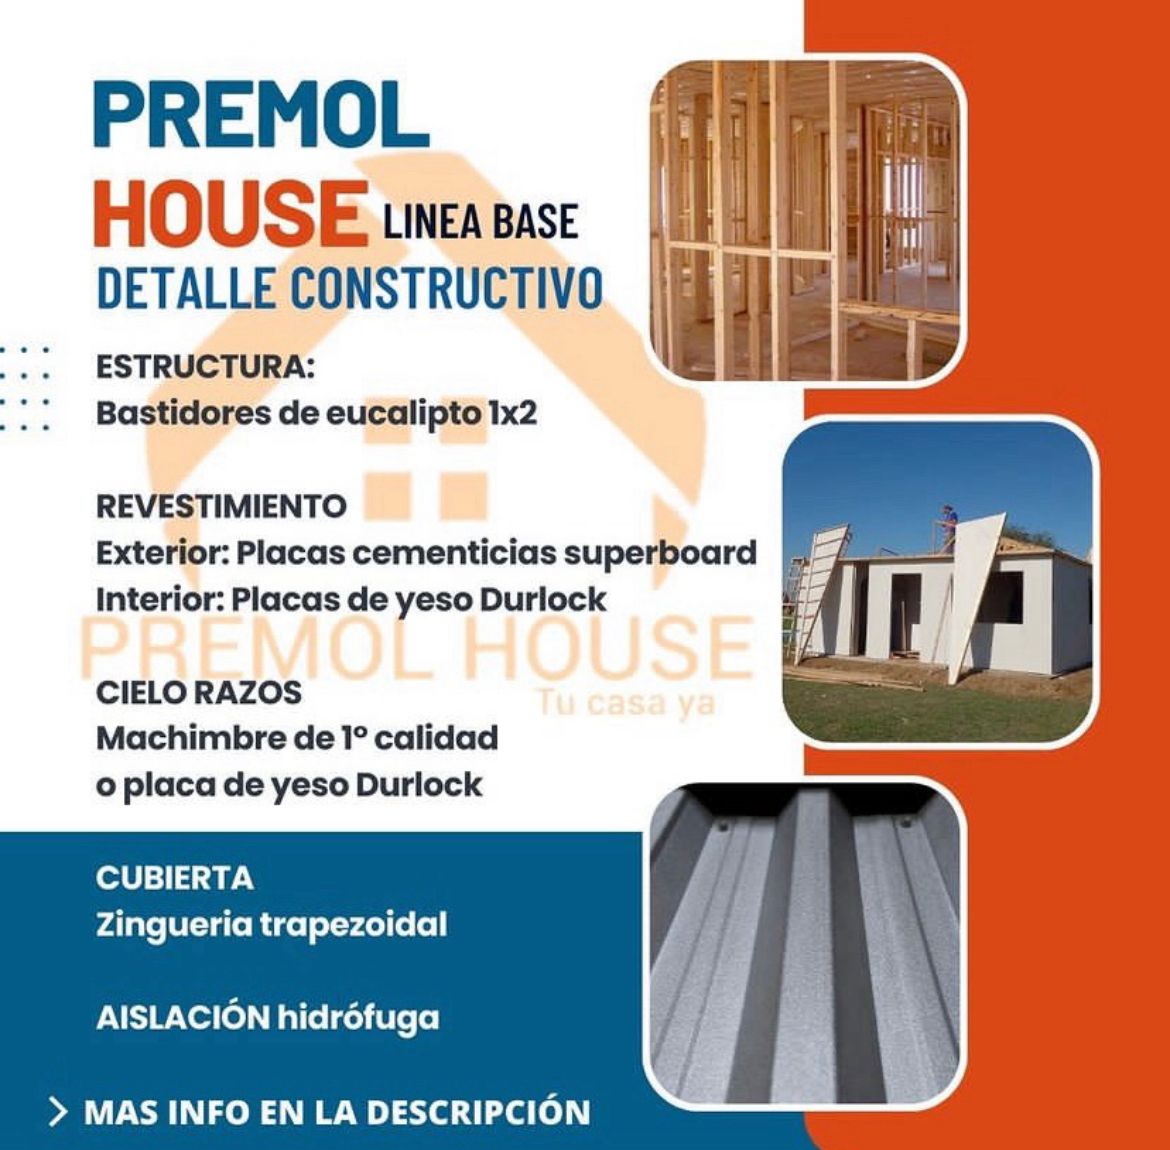 PREMOL
HOUSE LINEA BASE
DETALLE CONSTRUCTIVO
ESTRUCTURA:
Bastidores de eucalipto 1x2
REVESTIMIENTO
Exterior: Placas cementicias superboard
Interior: Placas de yeso Durlock
PREMOL HOUSE
Tu casa ya
CIELO RAZOS
Machimbre de 1° calidad
o placa de yeso Durlock
CUBIERTA
Zingueria trapezoidal
AISLACIÓN hidrófuga
> MAS INFO EN LA DESCRIPCIÓN